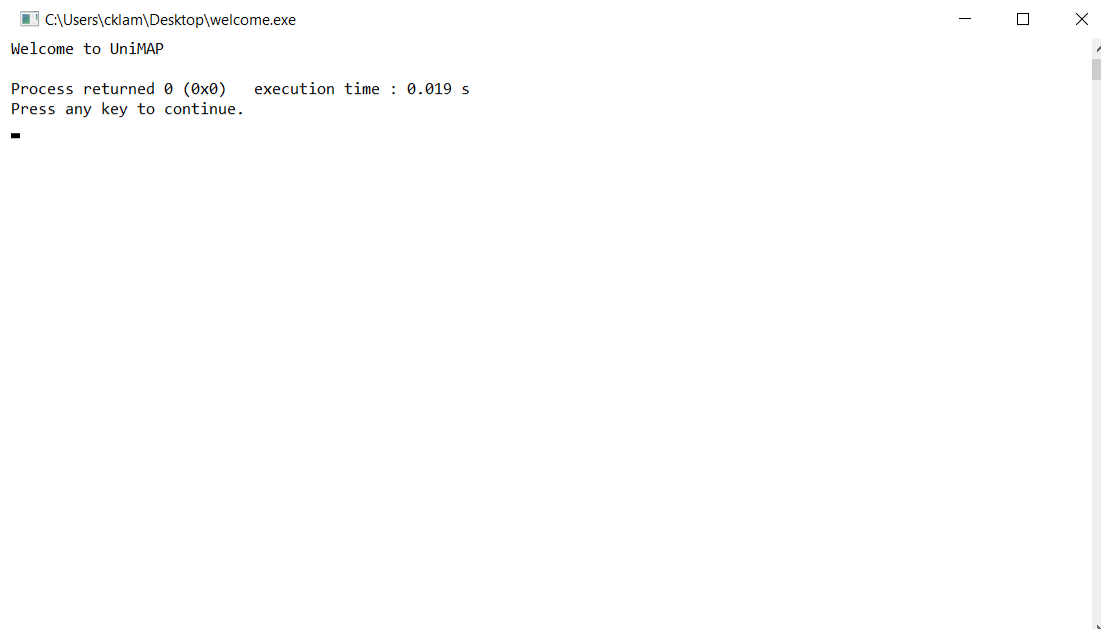 C:\Users\cklam\Desktop\welcome.exe
Welcome to UniMAP
Process returned 0 (0x0)   execution time : 0.019 s
Press any key to continue.